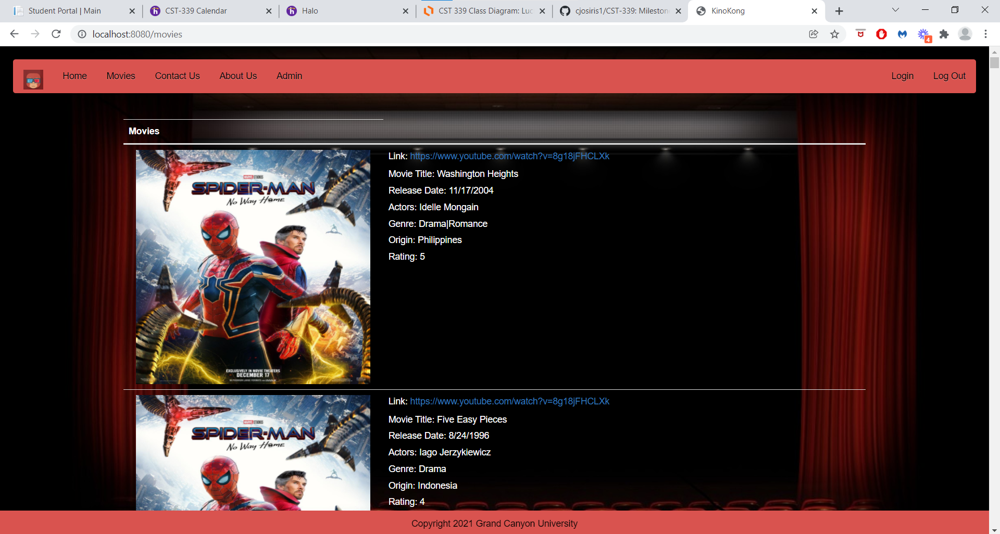 Student Portal | Main
CST-339 Calendar
Halo
CST 339 Class Diagram: Luc
cjosiris1/CST-339: Mileston
KinoKong
localhost:8080/movies
4
Home
Movies
Contact Us
About Us
Admin
Login
Log Out
Movies
MARVEL STUDIOS
SPIDER-MAN
No Way Home
EXCLUSIVELY IN MOVIE THEATERS
DECEMBER 17
Link: https://www.youtube.com/watch?v=8g18jFHCLXk
Movie Title: Washington Heights
Release Date: 11/17/2004
Actors: Idelle Mongain
Genre: Drama|Romance
Origin: Philippines
Rating: 5
MARVEL STUDIOS
SPIDER-MAN
No Way Home
Link: https://www.youtube.com/watch?v=8g18jFHCLXk
Movie Title: Five Easy Pieces
Release Date: 8/24/1996
Actors: Iago Jerzykiewicz
Genre: Drama
Origin: Indonesia
Rating: 4
Copyright 2021 Grand Canyon University